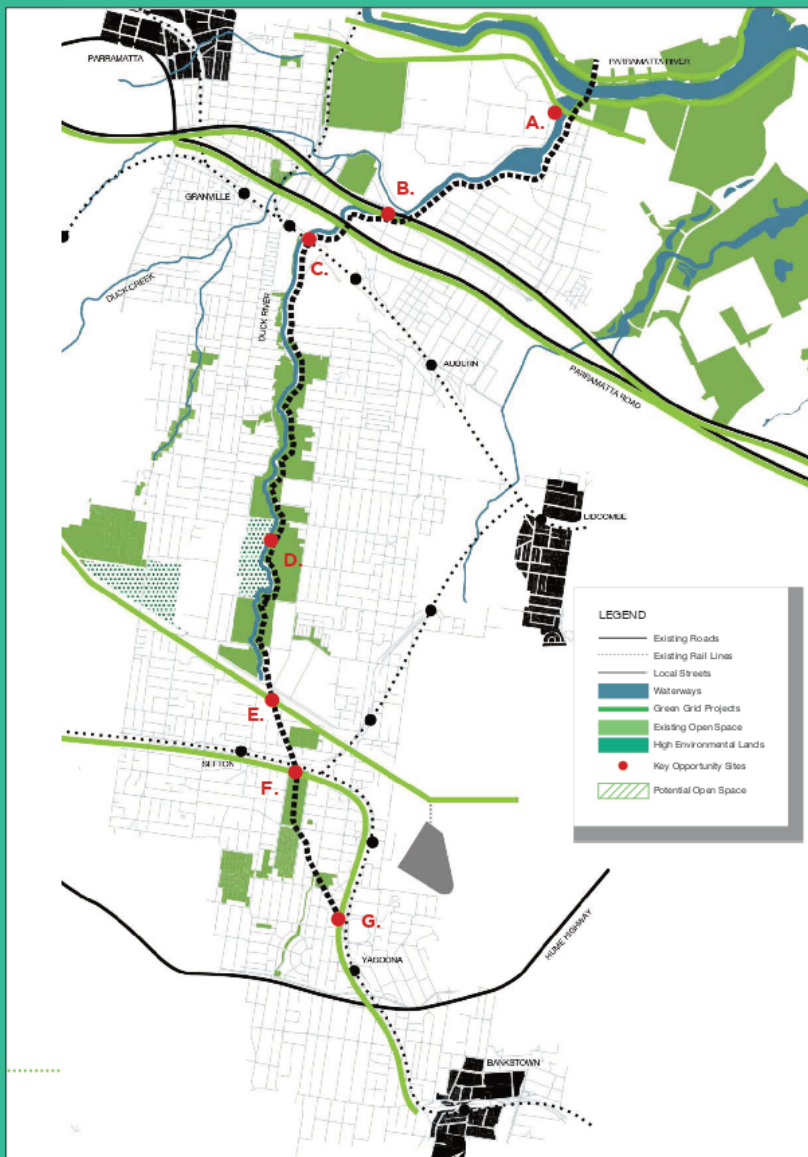 PARRAMATTA
PARRAMATTA RIVER
A.
B.
GRANVILLE
C.
DUCK CREEK
DUCK RIVER
AUBURN
PARRAMATTA ROAD
LIDCOMBE
D.
E.
SEFTON
F.
G.
YAGOONA
HUME HIGHWAY
BANKSTOWN
LEGEND
Existing Roads
Existing Rail Lines
Local Streets
Waterways
Green Grid Projects
Existing Open Space
High Environmental Lands
Key Opportunity Sites
Potential Open Space